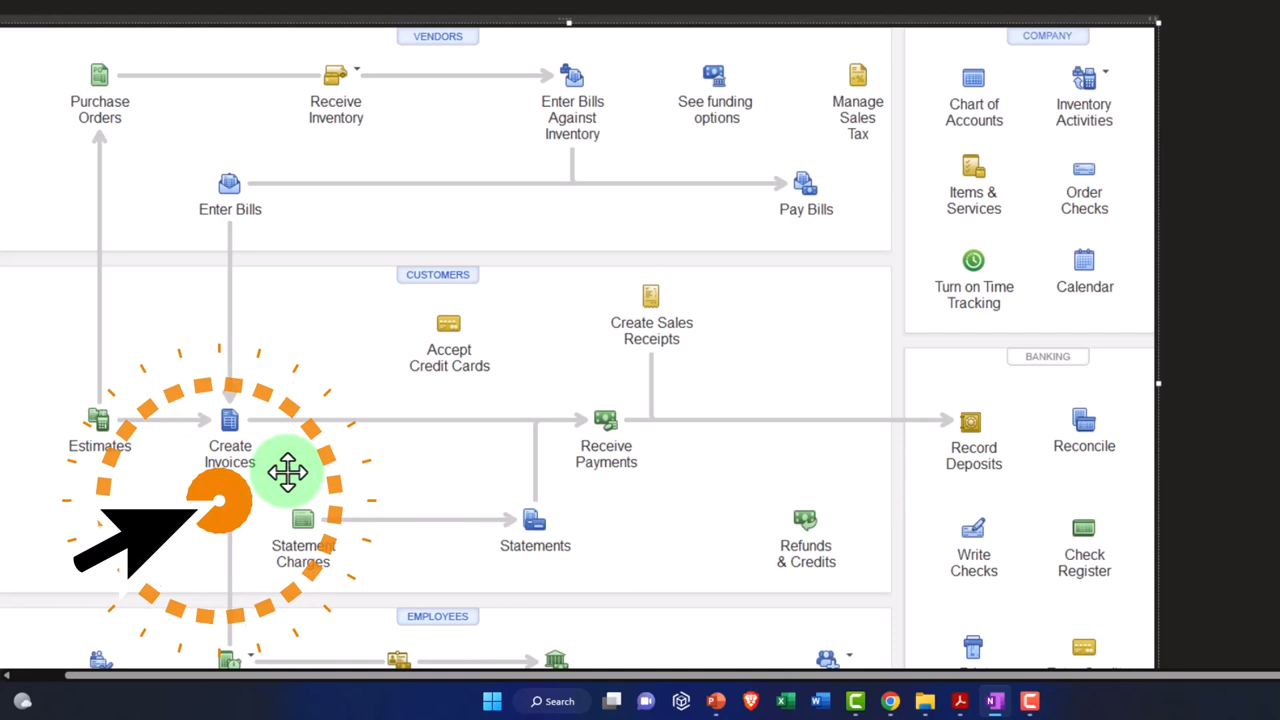 VENDORS
COMPANY
Purchase
Orders
Receive
Inventory
Enter Bills
Against
Inventory
See funding
options
Manage
Sales
Tax
Chart of
Accounts
Inventory
Activities
Enter Bills
Pay Bills
Items &
Services
Order
Checks
Turn on Time
Tracking
Calendar
CUSTOMERS
Accept
Credit Cards
Create Sales
Receipts
BANKING
Estimates
Create
Invoices
Receive
Payments
Record
Deposits
Reconcile
Statement
Charges
Statements
Refunds
& Credits
Write
Checks
Check
Register
EMPLOYEES
Search